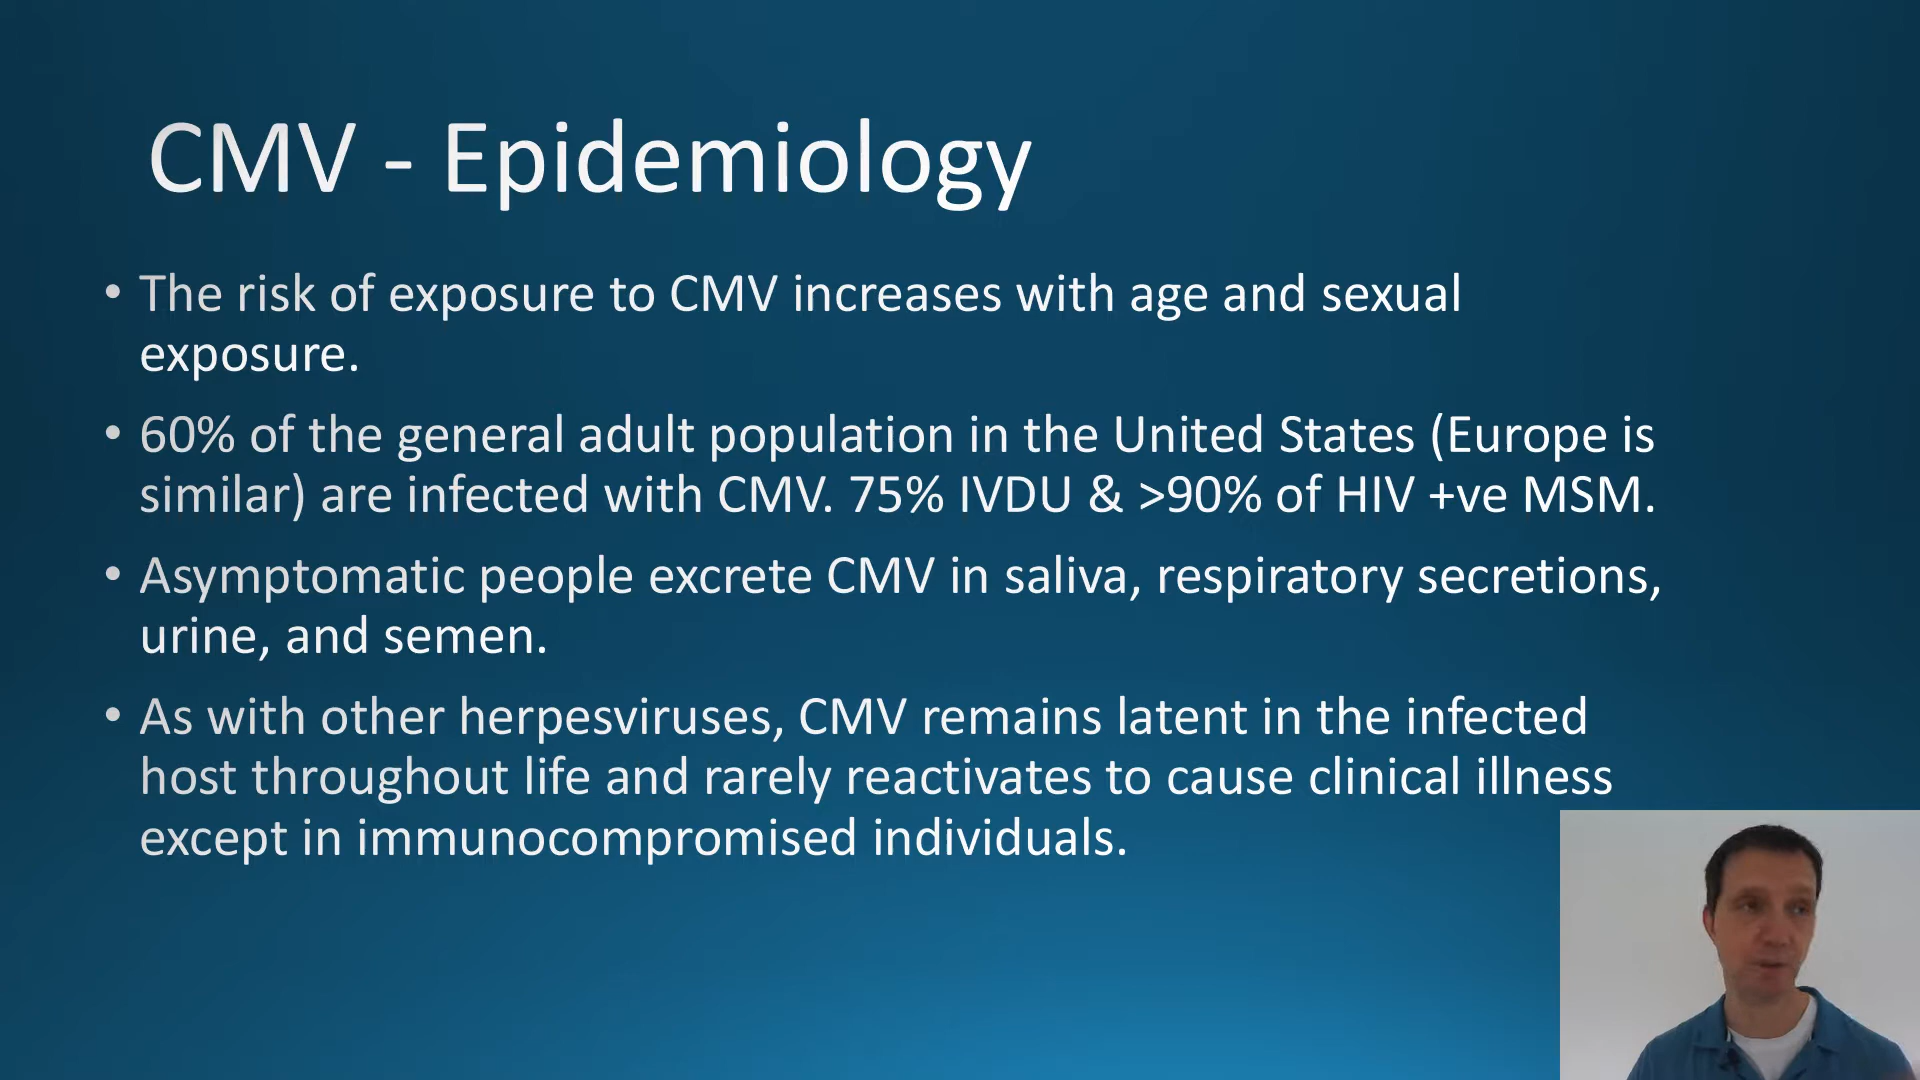 CMV - Epidemiology
• The risk of exposure to CMV increases with age and sexual
exposure.
• 60% of the general adult population in the United States (Europe is
similar) are infected with CMV. 75% IVDU & >90% of HIV +ve MSM.
• Asymptomatic people excrete CMV in saliva, respiratory secretions,
urine, and semen.
• As with other herpesviruses, CMV remains latent in the infected
host throughout life and rarely reactivates to cause clinical illness
except in immunocompromised individuals.